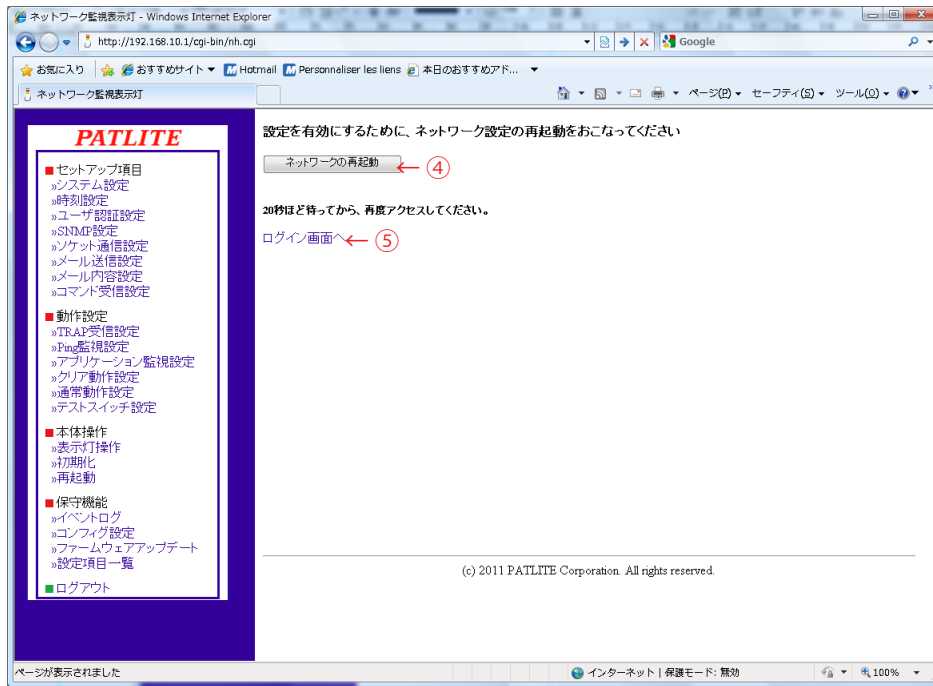 ネットワーク監視表示灯 - Windows Internet Explorer
http://192.168.10.1/cgi-bin/nh.cgi
Google
お気に入り
おすすめサイト
Hotmail
Personnaliser les liens
本日のおすすめアド...
ネットワーク監視表示灯
ページ(P)
セーフティ(S)
ツール(O)
PATLITE
■セットアップ項目
»システム設定
»時刻設定
»ユーザ認証設定
»SNMP設定
»ソケット通信設定
»メール送信設定
»メール内容設定
»コマンド受信設定
■動作設定
»TRAP受信設定
»Ping監視設定
»アプリケーション監視設定
»クリア動作設定
»通常動作設定
»テストスイッチ設定
■本体操作
»表示灯操作
»初期化
»再起動
■保守機能
»イベントログ
»コンフィグ設定
»ファームウェアアップデート
»設定項目一覧
■ログアウト
設定を有効にするために、ネットワーク設定の再起動をおこなってください
ネットワークの再起動
④
20秒ほど待ってから、再度アクセスしてください。
ログイン画面へ
⑤
(c) 2011 PATLITE Corporation. All rights reserved.
ページが表示されました
インターネット | 保護モード: 無効
100%